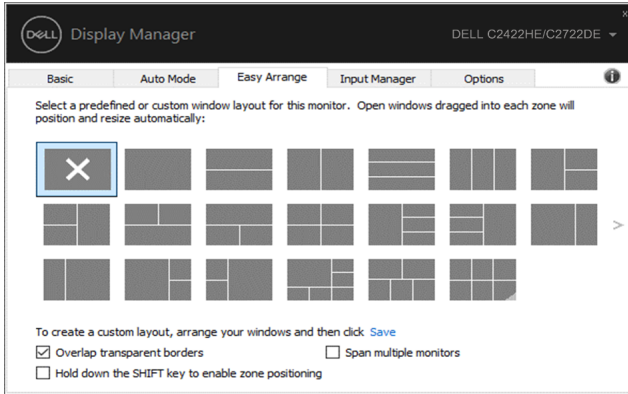 DELL Display Manager
DELL C2422HE/C2722DE
Basic Auto Mode Easy Arrange Input Manager Options
Select a predefined or custom window layout for this monitor. Open windows dragged into each zone will
position and resize automatically:
To create a custom layout, arrange your windows and then click Save
Overlap transparent borders
Span multiple monitors
Hold down the SHIFT key to enable zone positioning